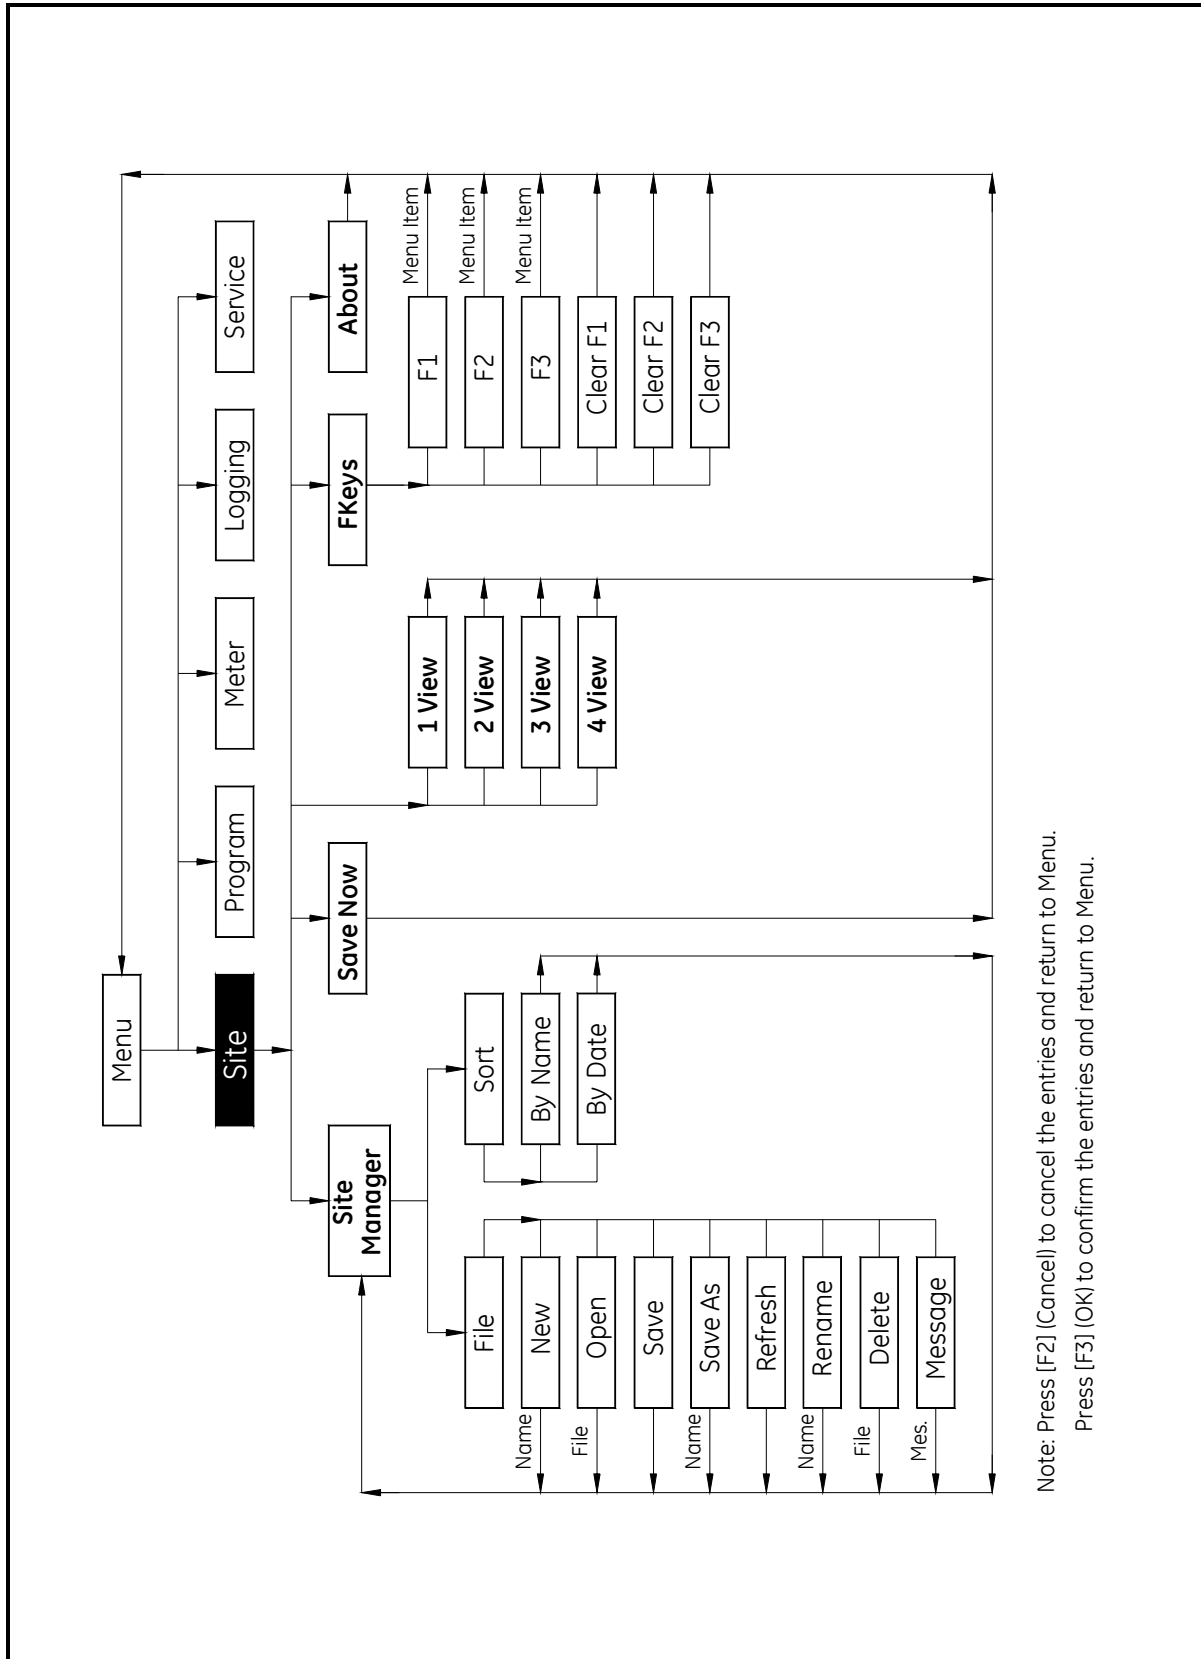 Menu
Site
Program
Meter
Logging
Service
Site
Manager
Save Now
FKeys
About
File
New
Open
Save
Save As
Refresh
Rename
Delete
Message
Name
File
Name
Name
File
Mes.
Sort
By Name
By Date
1 View
2 View
3 View
4 View
F1
F2
F3
Clear F1
Clear F2
Clear F3
Menu Item
Menu Item
Menu Item
Note: Press [F2] (Cancel) to cancel the entries and return to Menu.
Press [F3] (OK) to confirm the entries and return to Menu.